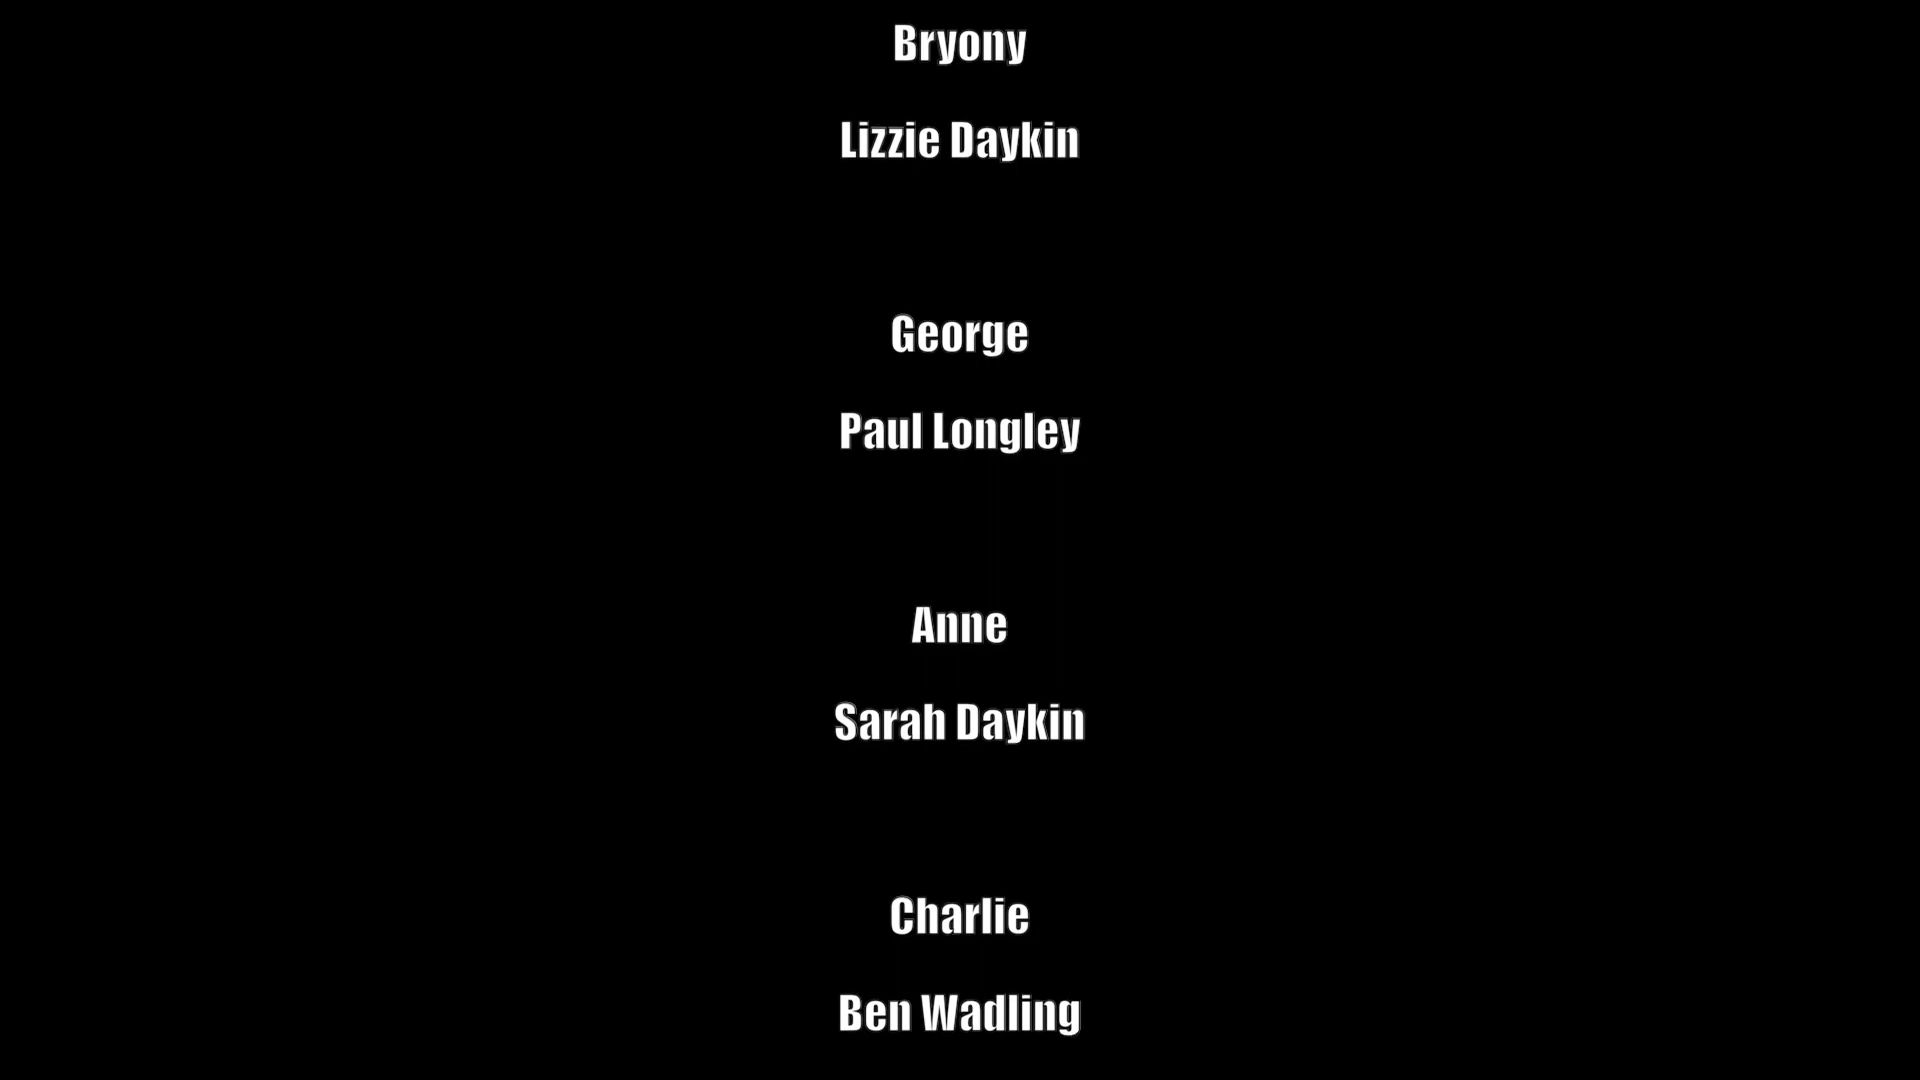 Bryony
Lizzie Daykin
George
Paul Longley
Anne
Sarah Daykin
Charlie
Ben Wadling